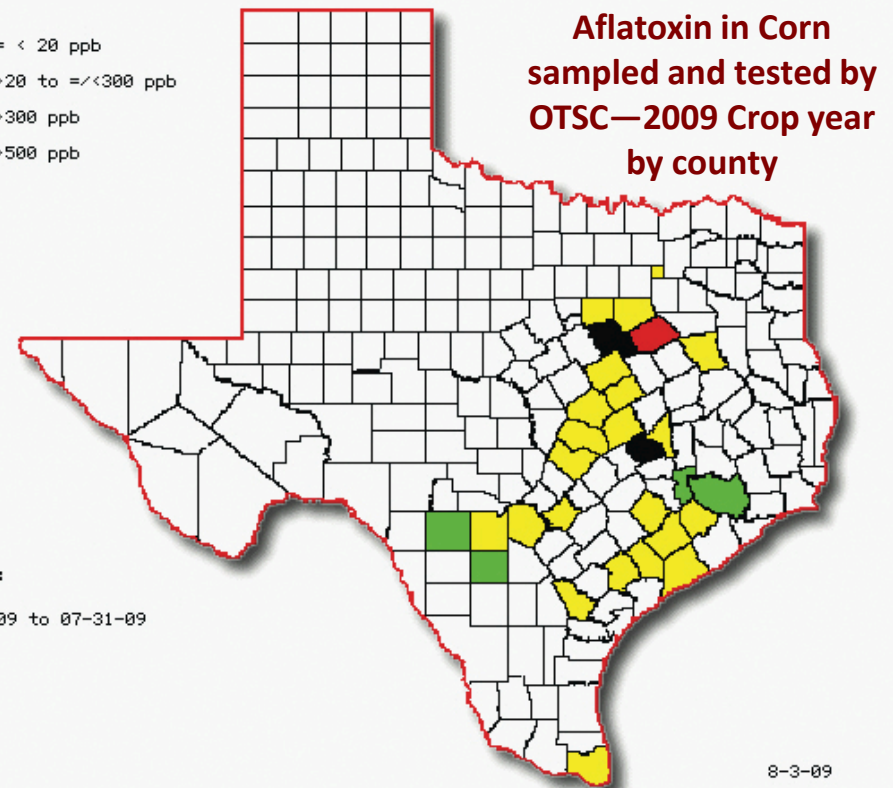 Aflatoxin in Corn
sampled and tested by
OTSC—2009 Crop year
by county
= < 20 ppb
>20 to =/<300 ppb
>300 ppb
>500 ppb
:
09 to 07-31-09
8-3-09